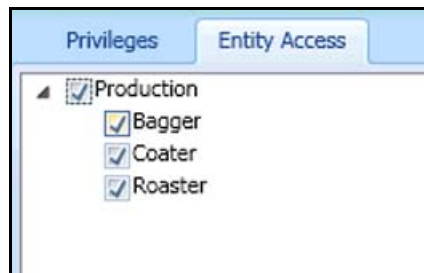 Privileges Entity Access
Production
Bagger
Coater
Roaster